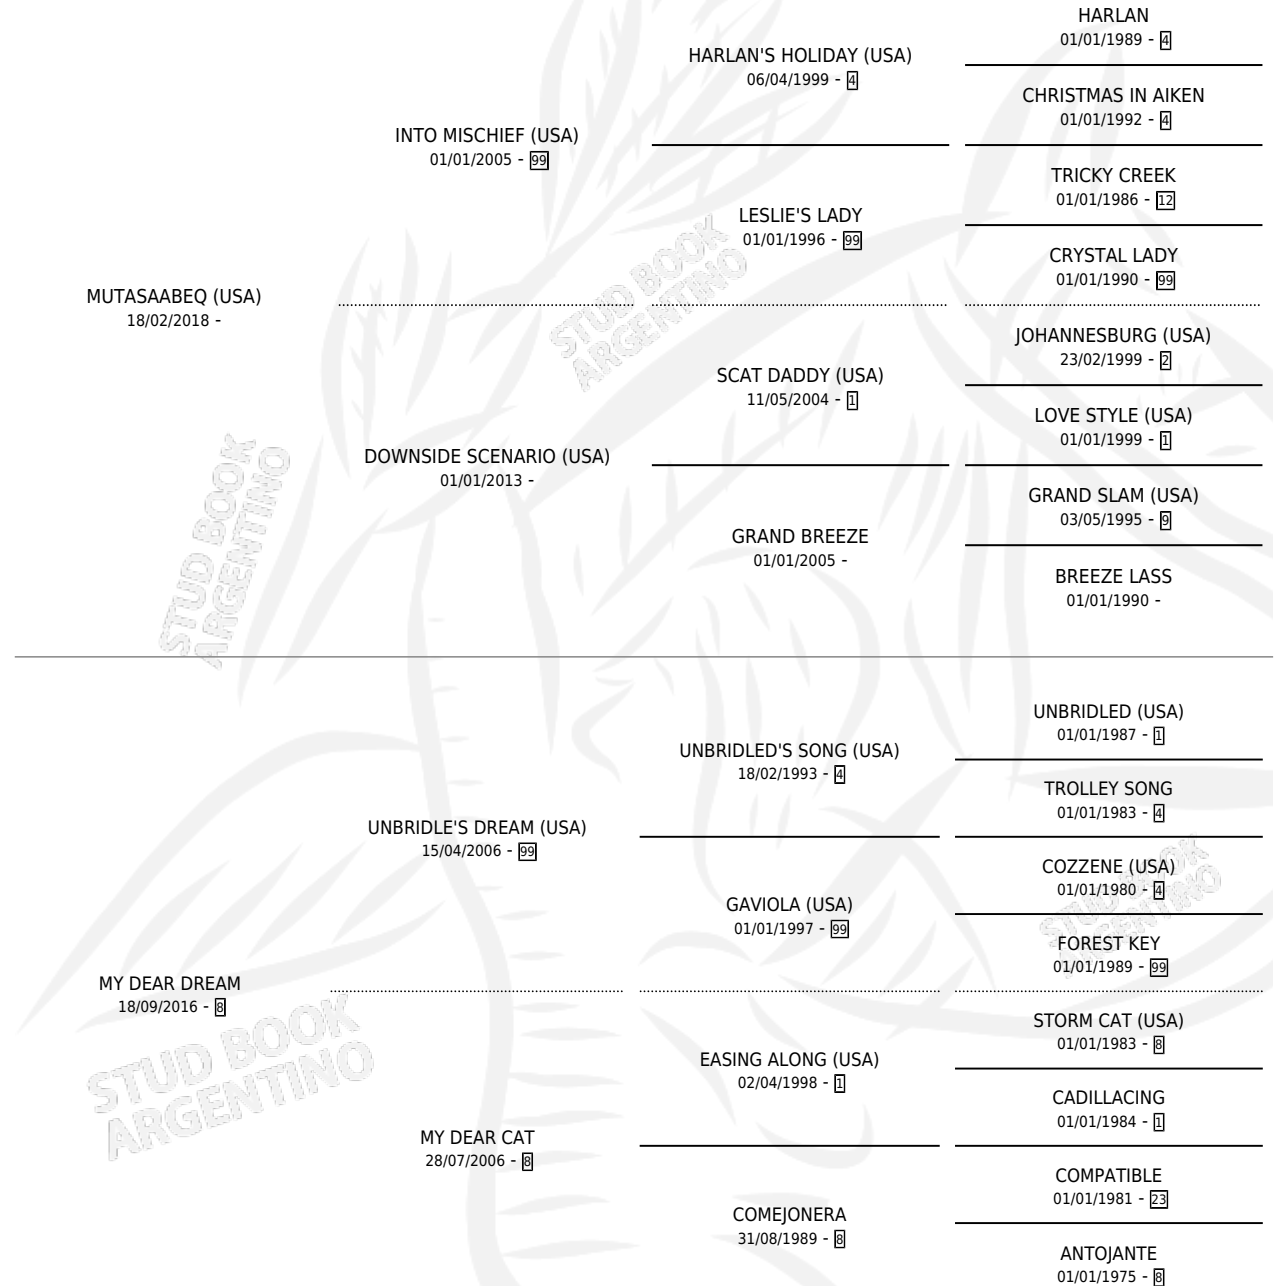 HARLAN
01/01/1989 - 4
HARLAN'S HOLIDAY (USA)
06/04/1999 - 4
CHRISTMAS IN AIKEN
01/01/1992 - 4
INTO MISCHIEF (USA)
01/01/2005 - 99
TRICKY CREEK
01/01/1986 - 12
LESLIE'S LADY
01/01/1996 - 99
CRYSTAL LADY
01/01/1990 - 99
MUTASAABEQ (USA)
18/02/2018 -
STUD BOOK
ARGENTINO
JOHANNESBURG (USA)
23/02/1999 - 2
SCAT DADDY (USA)
11/05/2004 - 1
LOVE STYLE (USA)
01/01/1999 - 1
DOWNSIDE SCENARIO (USA)
01/01/2013 -
GRAND SLAM (USA)
03/05/1995 - 9
GRAND BREEZE
01/01/2005 -
BREEZE LASS
01/01/1990 -
STUD BOOK
ARGENTINO
UNBRIDLED (USA)
01/01/1987 - 1
UNBRIDLED'S SONG (USA)
18/02/1993 - 4
TROLLEY SONG
01/01/1983 - 4
UNBRIDLE'S DREAM (USA)
15/04/2006 - 99
COZZENE (USA)
01/01/1980 - 4
GAVIOLA (USA)
01/01/1997 - 99
STUD BOOK
ARGENTINO
FOREST KEY
01/01/1989 - 99
MY DEAR DREAM
18/09/2016 - 8
STORM CAT (USA)
01/01/1983 - 8
EASING ALONG (USA)
02/04/1998 - 1
STUD BOOK
ARGENTINO
CADILLACING
01/01/1984 - 1
MY DEAR CAT
28/07/2006 - 8
COMPATIBLE
01/01/1981 - 23
COMEJONERA
31/08/1989 - 8
ANTOJANTE
01/01/1975 - 8